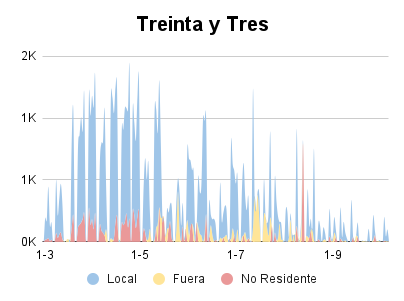 Treinta y Tres
2K
1K
1K
0K
1-3 1-5 1-7 1-9
Local Fuera No Residente